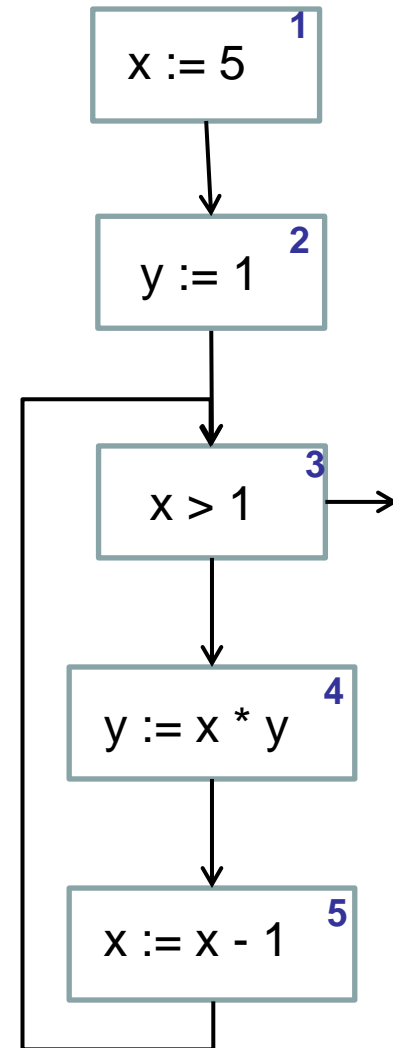 1
x := 5
2
y := 1
3
x > 1
4
y := x * y
5
x := x - 1